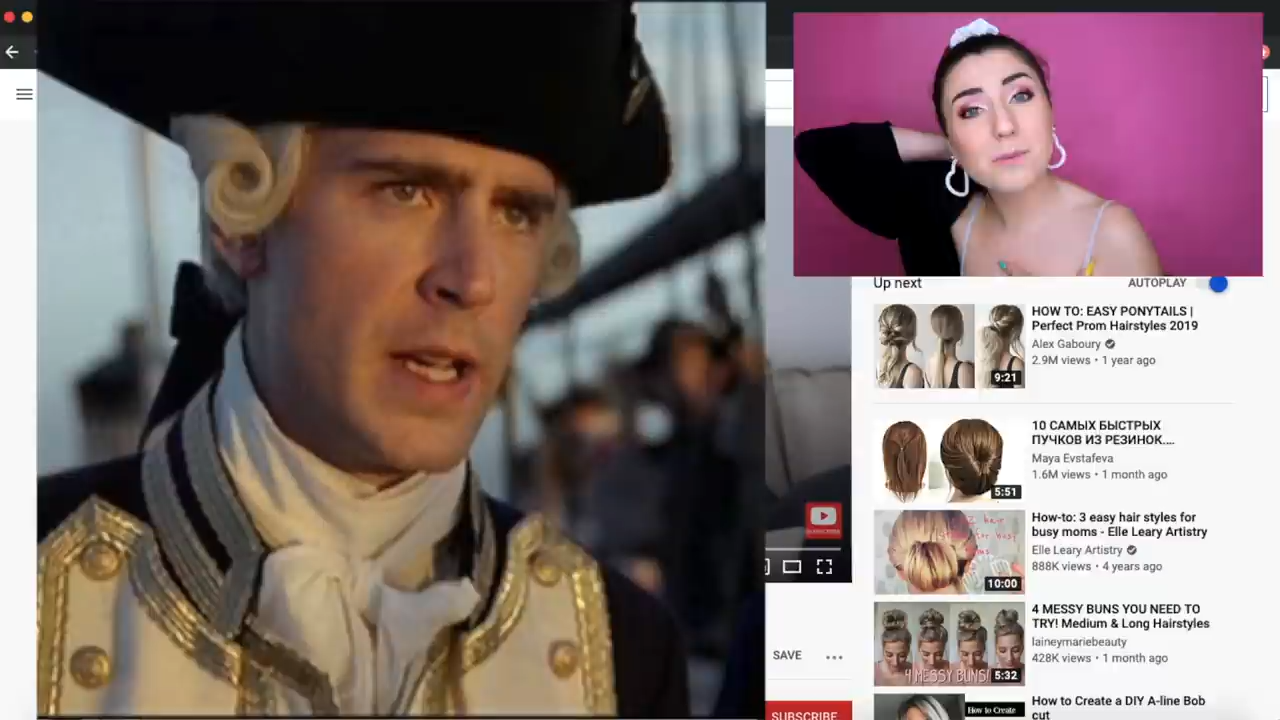 Up next
AUTOPLAY
HOW TO: EASY PONYTAILS |
Perfect Prom Hairstyles 2019
Alex Gaboury
2.9M views • 1 year ago
9:21
10 САМЫХ БЫСТРЫХ
ПУЧКОВ ИЗ РЕЗИНОК....
Maya Evstafeva
1.6M views • 1 month ago
5:51
How-to: 3 easy hair styles for
busy moms - Elle Leary Artistry
Elle Leary Artistry
888K views • 4 years ago
10:00
4 MESSY BUNS YOU NEED TO
TRY! Medium & Long Hairstyles
laineymariebeauty
428K views • 1 month ago
4 MESSY BUNS!
5:32
How to Create a DIY A-line Bob
cut
How to Create
SAVE
SUBSCRIBE